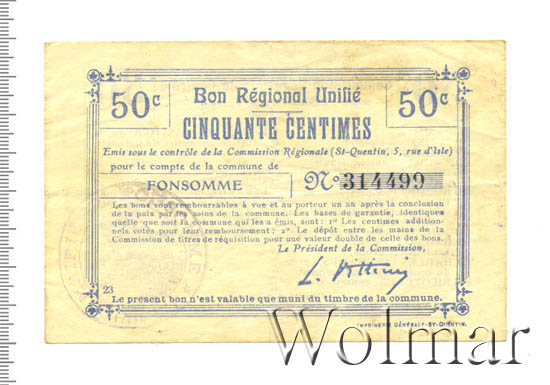 50c
Bon Régional Unifié
50c
CINQUANTE CENTIMES
Emis sous le contrôle de la Commission Régionale (St-Quentin, 5, rue d'Isle)
pour le compte de la commune de
FONSOMME
No 314499
Les bons sont remboursables à vue et au porteur un an après la conclusion
de la paix par les soins de la commune. Les bases de garantie, identiques
quelle que soit la commune qui les a émis, sont : 1º Les centimes addition-
nels votés pour leur remboursement ; 2º Le dépôt entre les mains de la
Commission de titres de réquisition pour une valeur double de celle des bons.
Le Président de la Commission,
23
Le présent bon n'est valable que muni du timbre de la commune.
IMPRIMERIE GÉNÉRALE-ST-QUENTIN.
Wolmar